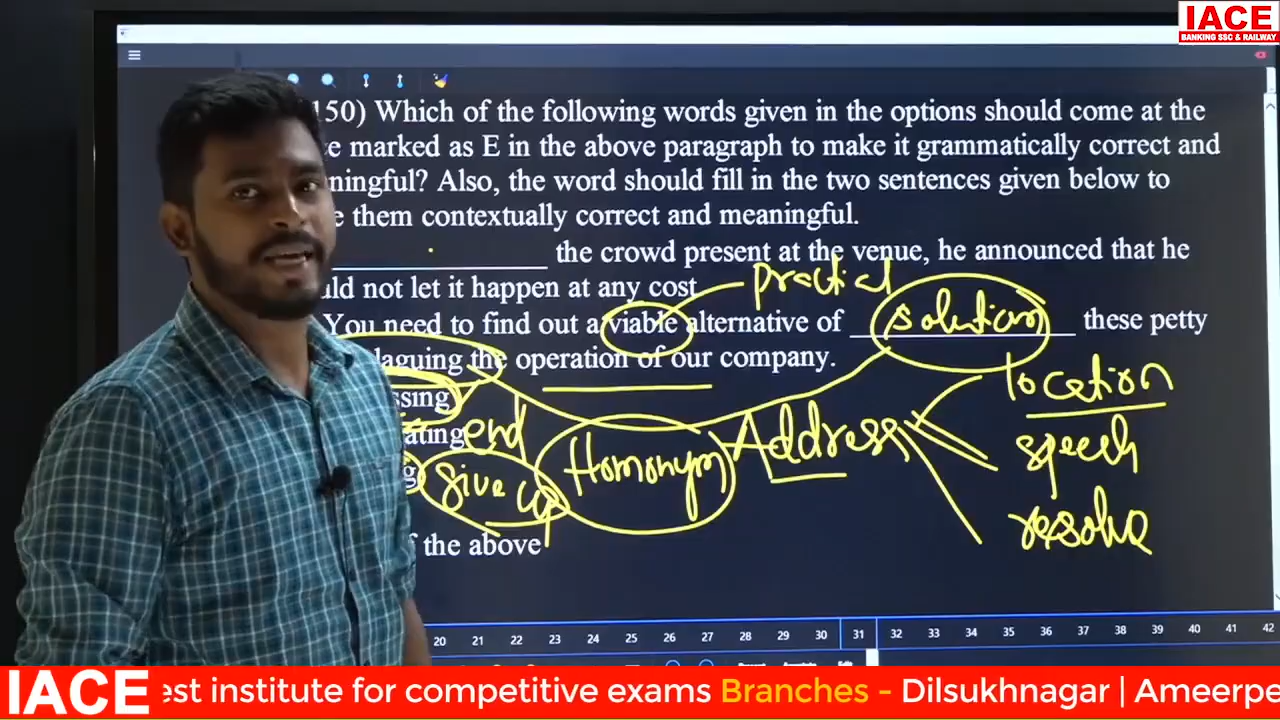 IACE
BANKING SSC & RAILWAY
150) Which of the following words given in the options should come at the
marked as E in the above paragraph to make it grammatically correct and
ningful? Also, the word should fill in the two sentences given below to
them contextually correct and meaningful.
the crowd present at the venue, he announced that he
uld not let it happen at any cost
practical
You need to find out a viable alternative of solution these petty
laguing the operation of our company.
location
ssing
ating end
Homonym
Address
speech
g
give up
resolve
f the above
20 21 22 23 24 25 26 27 28 29 30 31 32 33 34 35 36 37 38 39 40 41 42
IACE est institute for competitive exams Branches - Dilsukhnagar | Ameerpe